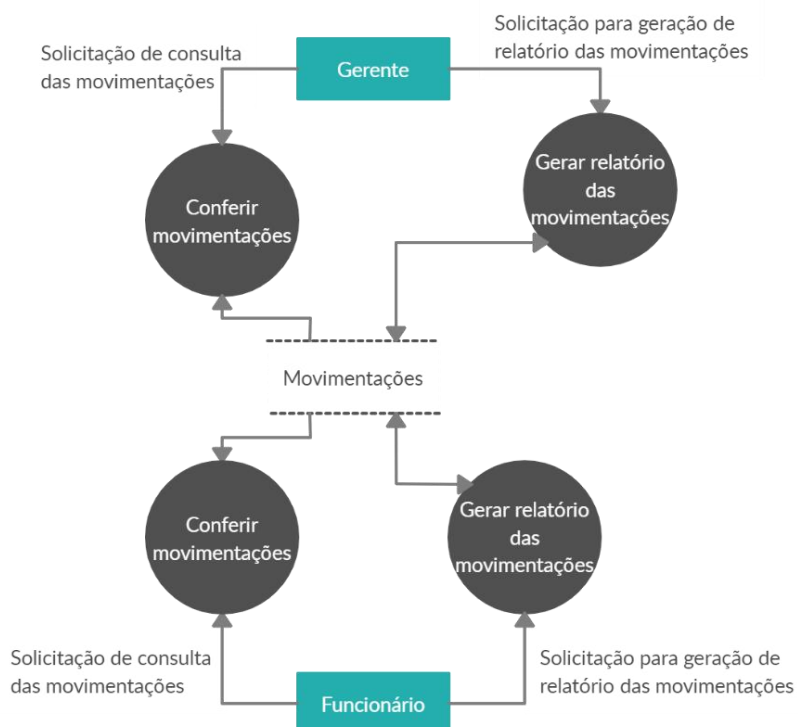 Solicitação de consulta
das movimentações
Gerente
Solicitação para geração de
relatório das movimentações
Conferir
movimentações
Gerar relatório
das
movimentações
Movimentações
Conferir
movimentações
Gerar relatório
das
movimentações
Solicitação de consulta
das movimentações
Funcionário
Solicitação para geração de
relatório das movimentações